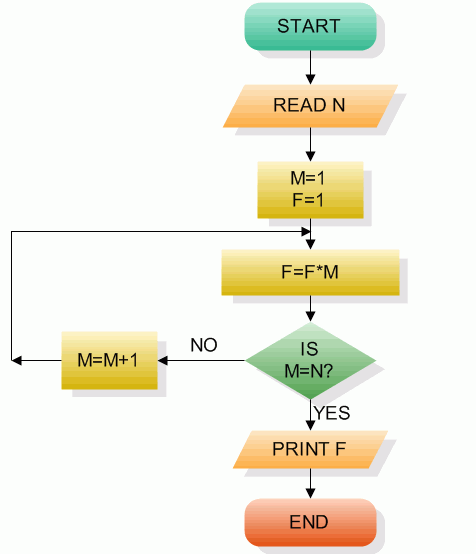 START
READ N
M=1
F=1
F=F*M
IS
M=N?
NO
M=M+1
YES
PRINT F
END